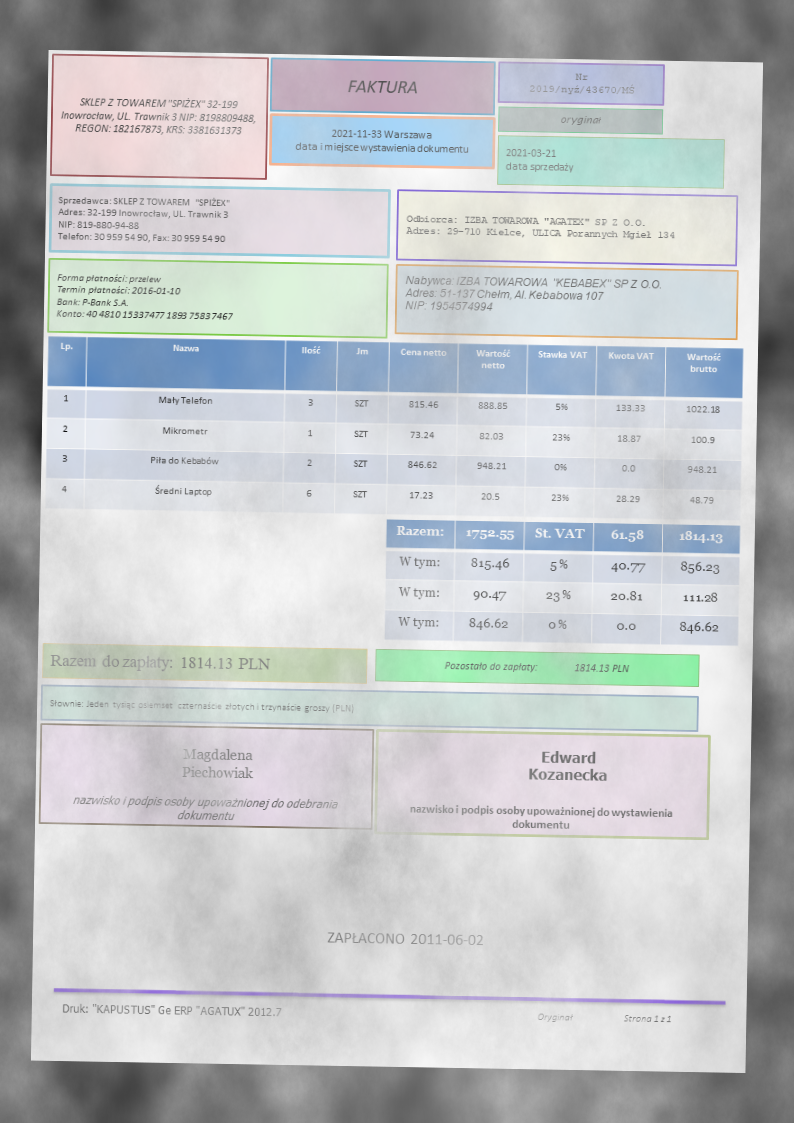 SKLEP Z TOWAREM "SPIŻEX" 32-199
Inowrocław, UL. Trawnik 3 NIP: 8198809488,
REGON: 182167873, KRS: 3381631373
FAKTURA
2021-11-33 Warszawa
data i miejsce wystawienia dokumentu
Nr
2019/nyż/43670/MŚ
oryginał
2021-03-21
data sprzedaży
Sprzedawca: SKLEP Z TOWAREM "SPIŻEX"
Adres: 32-199 Inowrocław, UL. Trawnik 3
NIP: 819-880-94-88
Telefon: 30 959 54 90, Fax: 30 959 54 90
Odbiorca: IZBA TOWAROWA "AGATEX" SP Z O.O.
Adres: 29-710 Kielce, ULICA Porannych Mgieł 134
Forma płatności: przelew
Termin płatności: 2016-01-10
Bank: P-Bank S.A.
Konto: 40 4810 1533 7477 1893 7583 7467
Nabywca: IZBA TOWAROWA "KEBABEX" SP Z O.O.
Adres: 51-137 Chełm, Al. Kebabowa 107
NIP: 1954574994
Lp. Nazwa Ilość Jm Cena netto Wartość netto Stawka VAT Kwota VAT Wartość brutto
1 Mały Telefon 3 SZT 815.46 888.85 5% 133.33 1022.18
2 Mikrometr 1 SZT 73.24 82.03 23% 18.87 100.9
3 Piła do Kebabów 2 SZT 846.62 948.21 0% 0.0 948.21
4 Średni Laptop 6 SZT 17.23 20.5 23% 28.29 48.79
Razem: 1752.55 St. VAT 61.58 1814.13
W tym: 815.46 5 % 40.77 856.23
W tym: 90.47 23 % 20.81 111.28
W tym: 846.62 0 % 0.0 846.62
Razem do zapłaty: 1814.13 PLN
Pozostało do zapłaty: 1814.13 PLN
Słownie: Jeden tysiąc osiemset czternaście złotych i trzynaście groszy (PLN)
Magdalena
Piechowiak
nazwisko i podpis osoby upoważnionej do odebrania
dokumentu
Edward
Kozanecka
nazwisko i podpis osoby upoważnionej do wystawienia
dokumentu
ZAPŁACONO 2011-06-02
Druk: "KAPUSTUS" Ge ERP "AGATUX" 2012.7
Oryginał
Strona 1 z 1